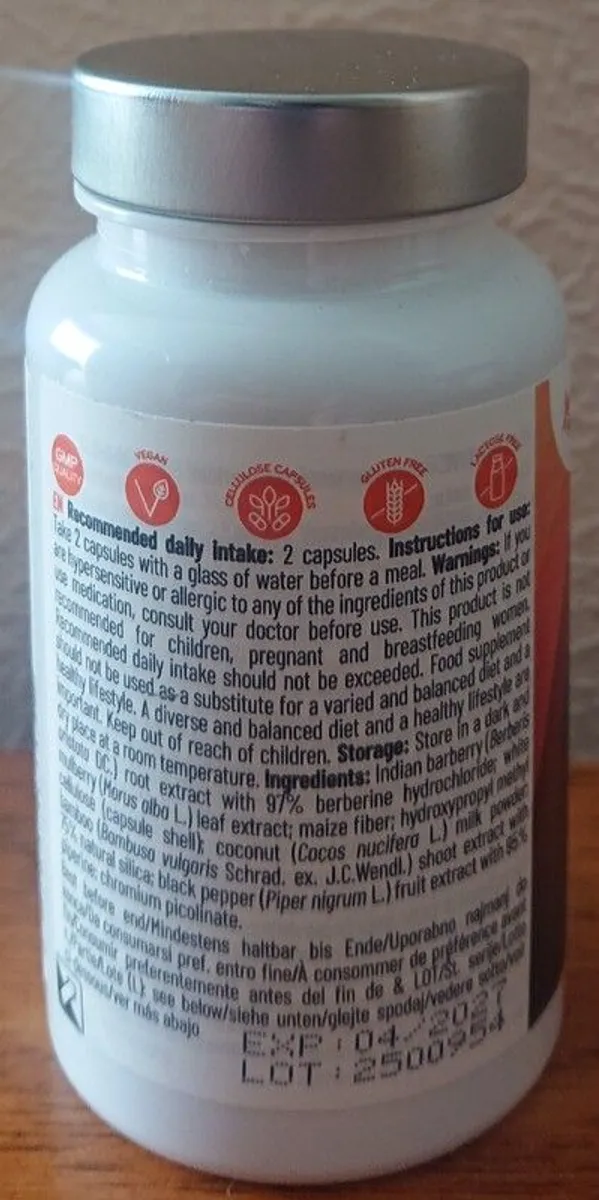 GMP QUALITY
VEGAN
CELLULOSE CAPSULES
GLUTEN FREE
LACTOSE FREE
EN Recommended daily intake: 2 capsules. Instructions for use:
Take 2 capsules with a glass of water before a meal. Warnings: If you
are hypersensitive or allergic to any of the ingredients of this product or
use medication, consult your doctor before use. This product is not
recommended for children, pregnant and breastfeeding women.
Recommended daily intake should not be exceeded. Food supplement
should not be used as a substitute for a varied and balanced diet and a
healthy lifestyle. A diverse and balanced diet and a healthy lifestyle are
important. Keep out of reach of children. Storage: Store in a dark and
dry place at a room temperature. Ingredients: Indian barberry (Berberis
aristata DC.) root extract with 97% berberine hydrochloride; white
mulberry (Morus alba L.) leaf extract; maize fiber; hydroxypropyl methyl
cellulose (capsule shell); coconut (Cocos nucifera L.) milk powder;
bamboo (Bambusa vulgaris Schrad. ex. J.C.Wendl.) shoot extract with
75% natural silica; black pepper (Piper nigrum L.) fruit extract with 95%
piperine; chromium picolinate.
Best before end/Mindestens haltbar bis Ende/Uporabno najmanj do
konca/Da consumarsi pref. entro fine/À consommer de préférence avant
fin/Consumir preferentemente antes del fin de & LOT/Št. serije/Lotto
(L): see below/siehe unten/glejte spodaj/vedere sotto/voir
ci-dessous/ver más abajo
EXP: 04/2027
LOT: 2500954